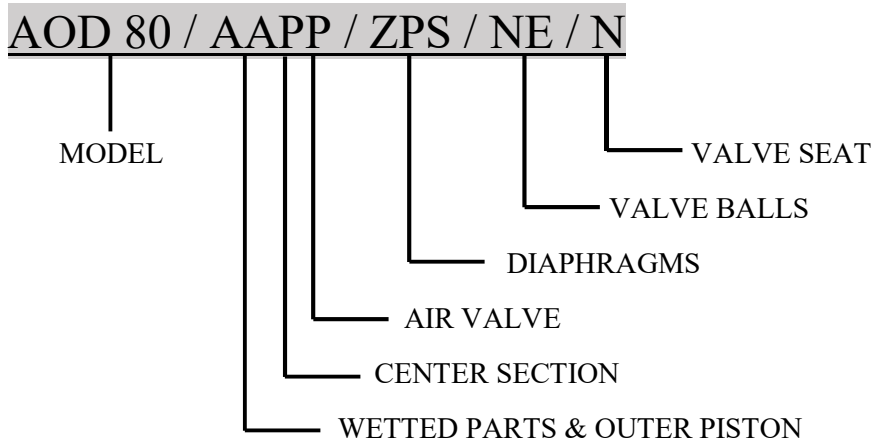 AOD 80 / AAPP / ZPS / NE / N
MODEL
VALVE SEAT
VALVE BALLS
DIAPHRAGMS
AIR VALVE
CENTER SECTION
WETTED PARTS & OUTER PISTON